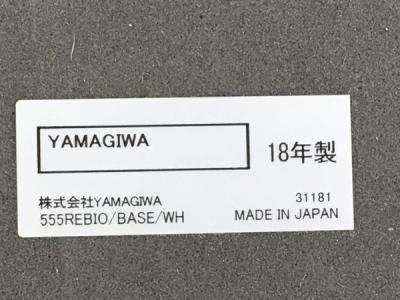 YAMAGIWA
18年製
株式会社YAMAGIWA
31181
555REBIO/BASE/WH
MADE IN JAPAN